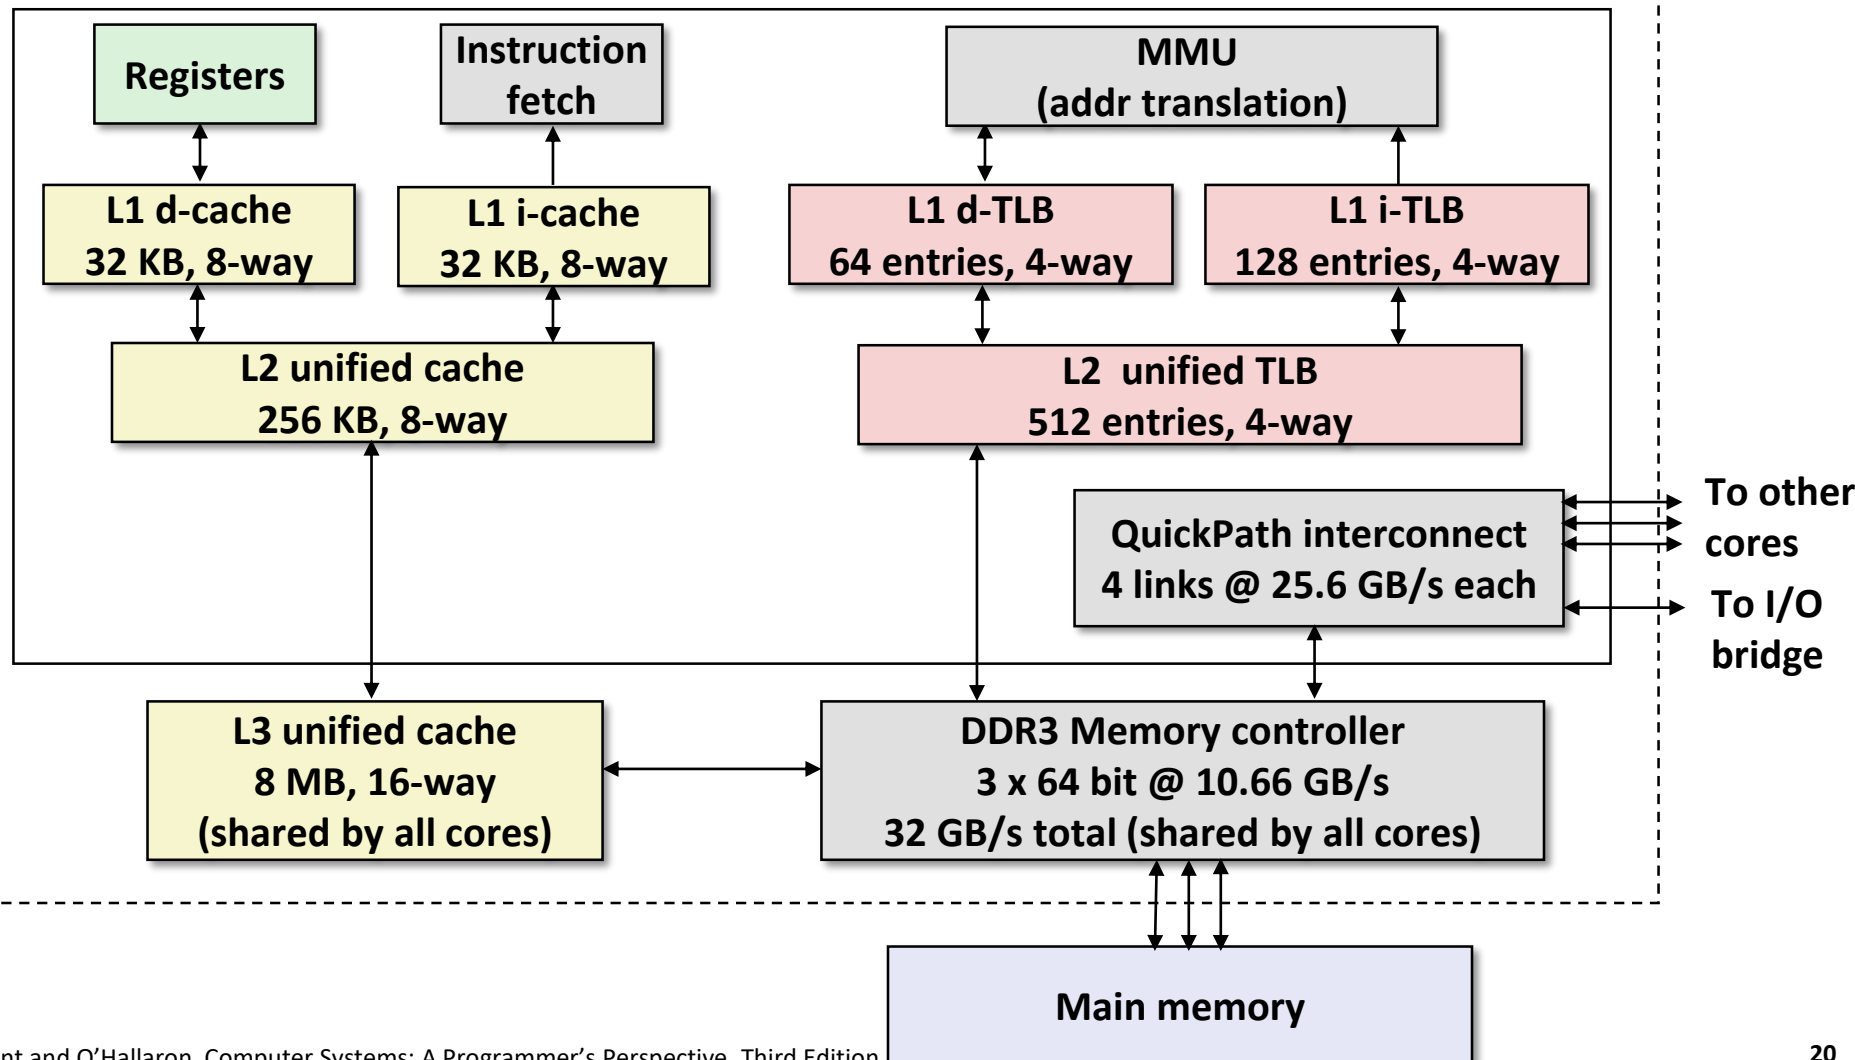 Registers
Instruction
fetch
MMU
(addr translation)
L1 d-cache
32 KB, 8-way
L1 i-cache
32 KB, 8-way
L1 d-TLB
64 entries, 4-way
L1 i-TLB
128 entries, 4-way
L2 unified cache
256 KB, 8-way
L2 unified TLB
512 entries, 4-way
QuickPath interconnect
4 links @ 25.6 GB/s each
To other
cores
To I/O
bridge
L3 unified cache
8 MB, 16-way
(shared by all cores)
DDR3 Memory controller
3 x 64 bit @ 10.66 GB/s
32 GB/s total (shared by all cores)
Main memory
nt and O'Hallaron, Computer Systems: A Programmer's Perspective, Third Edition
20